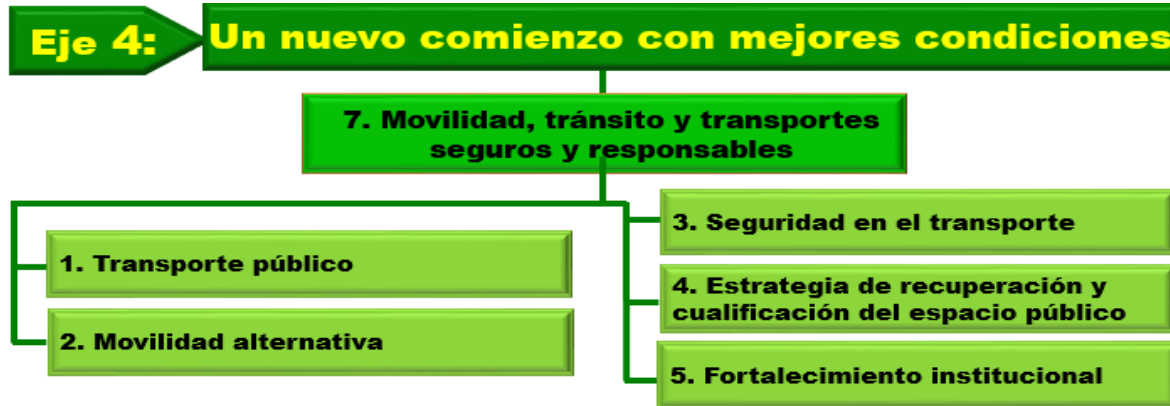 Eje 4:
Un nuevo comienzo con mejores condiciones
7. Movilidad, tránsito y transportes
seguros y responsables
1. Transporte público
2. Movilidad alternativa
3. Seguridad en el transporte
4. Estrategia de recuperación y
cualificación del espacio público
5. Fortalecimiento institucional